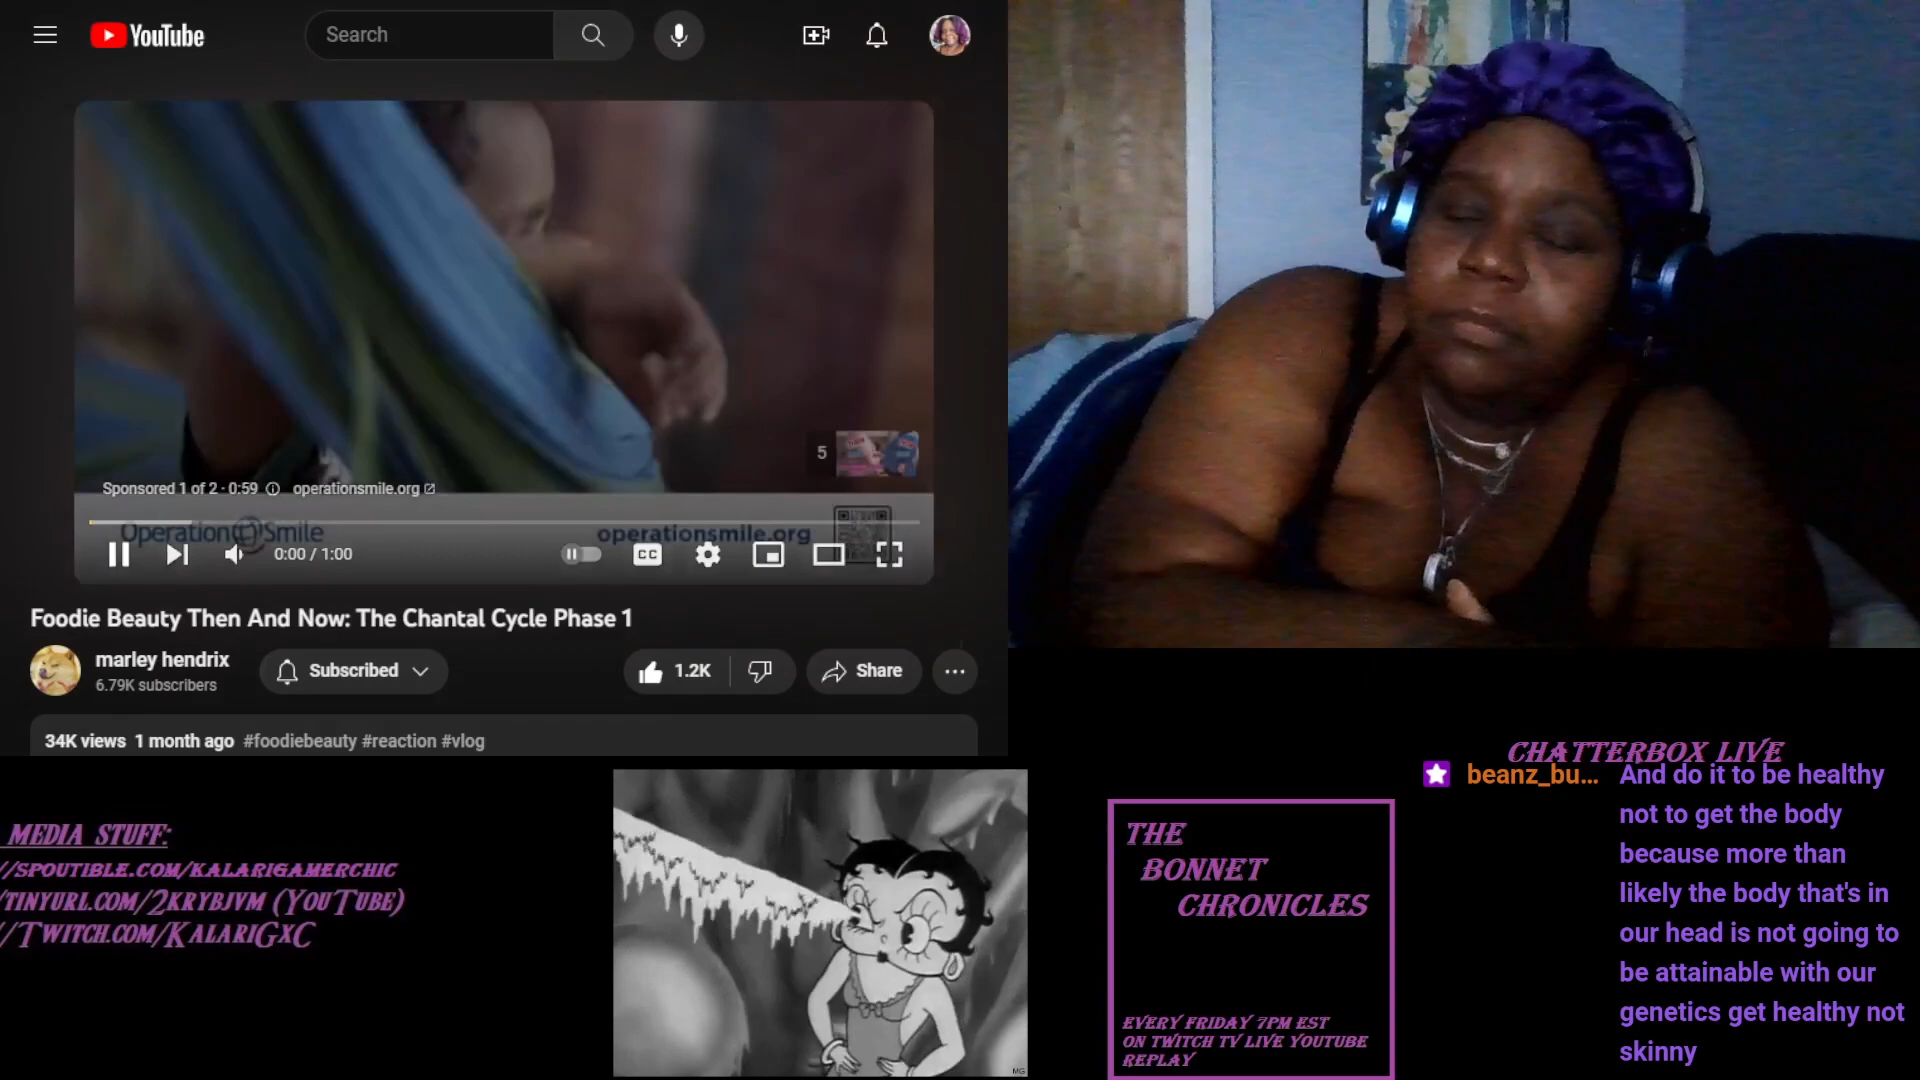 YouTube
Search
5
Sponsored 1 of 2 · 0:59
operationsmile.org
Operation Smile
operationsmile.org
0:00 / 1:00
CC
Foodie Beauty Then And Now: The Chantal Cycle Phase 1
marley hendrix
6.79K subscribers
Subscribed
1.2K
Share
34K views 1 month ago #foodiebeauty #reaction #vlog
MEDIA STUFF:
//SPOUTIBLE.COM/KALARIGAMERCHIC
/TINYURL.COM/2KRYBJVM (YOUTUBE)
//TWITCH.COM/KALARIGXC
MG
THE
BONNET
CHRONICLES
EVERY FRIDAY 7PM EST
ON TWITCH TV LIVE YOUTUBE
REPLAY
CHATTERBOX LIVE
beanz_bu... And do it to be healthy
not to get the body
because more than
likely the body that's in
our head is not going to
be attainable with our
genetics get healthy not
skinny